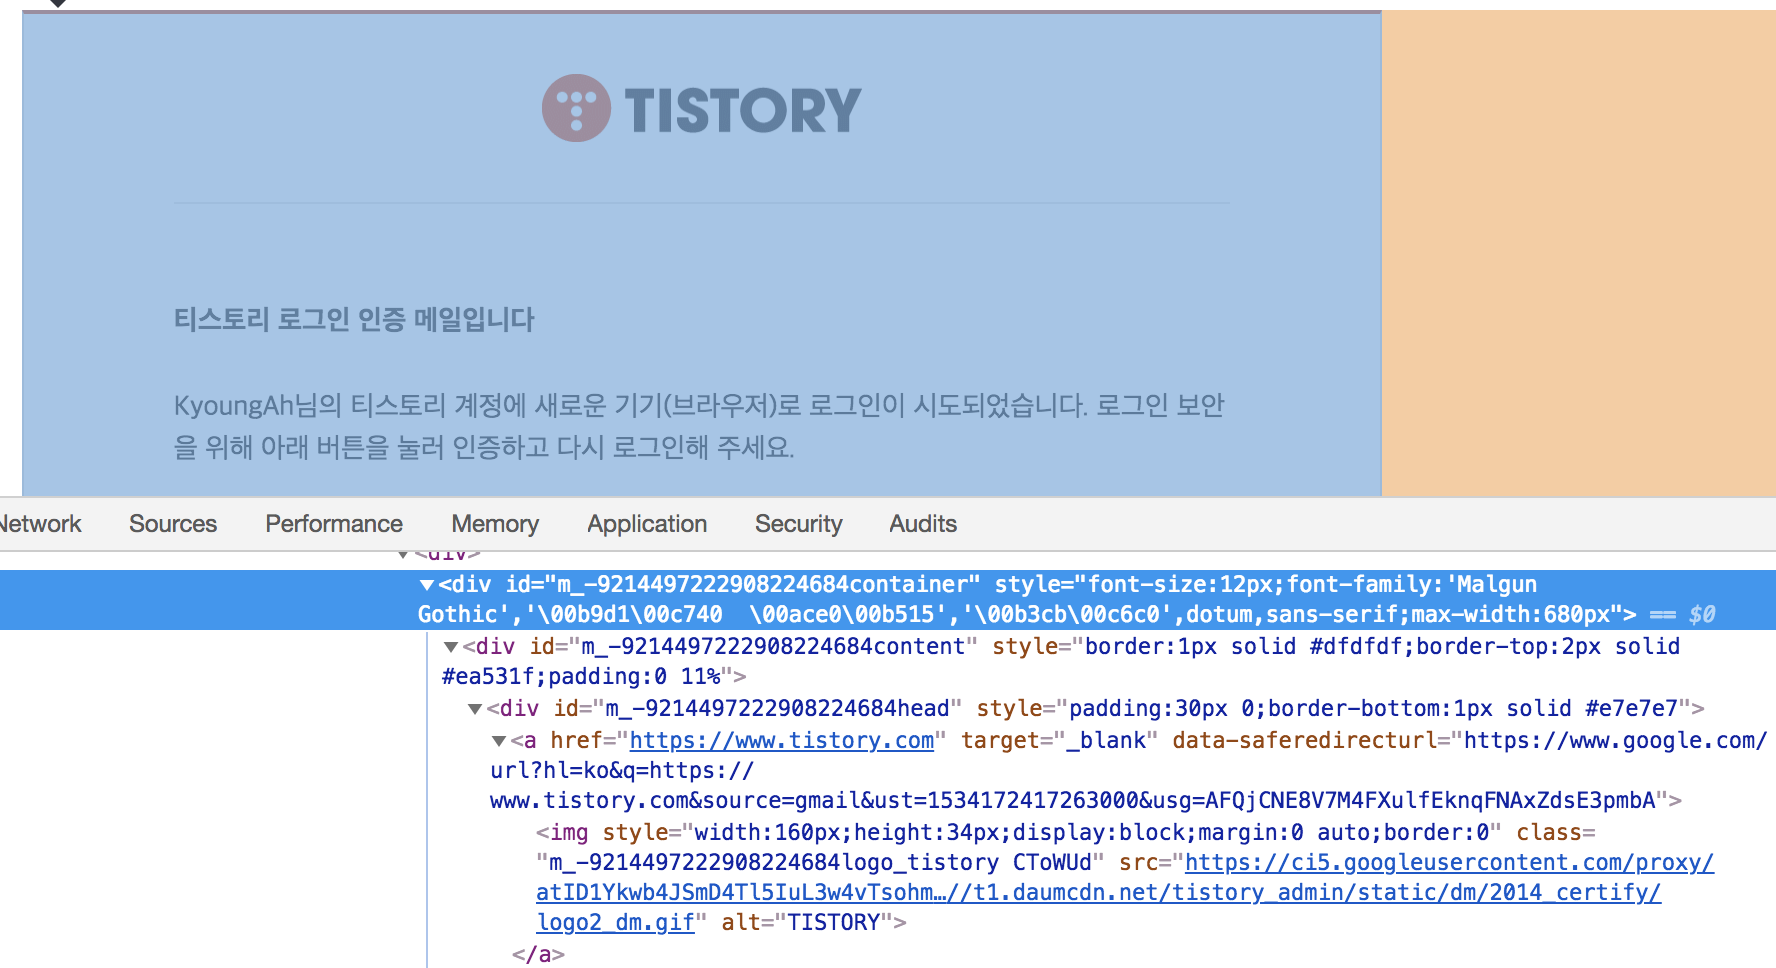 TISTORY
티스토리 로그인 인증 메일입니다
KyoungAh님의 티스토리 계정에 새로운 기기(브라우저)로 로그인이 시도되었습니다. 로그인 보안
을 위해 아래 버튼을 눌러 인증하고 다시 로그인해 주세요.
Network Sources Performance Memory Application Security Audits
▼<div>
▼<div id="m_-9214497222908224684container" style="font-size:12px;font-family:'Malgun
Gothic','\00b9d1\00c740  \00ace0\00b515','\00b3cb\00c6c0',dotum,sans-serif;max-width:680px"> == $0
▼<div id="m_-9214497222908224684content" style="border:1px solid #dfdfdf;border-top:2px solid
#ea531f;padding:0 11%">
▼<div id="m_-9214497222908224684head" style="padding:30px 0;border-bottom:1px solid #e7e7e7">
▼<a href="https://www.tistory.com" target="_blank" data-saferedirecturl="https://www.google.com/
url?hl=ko&q=https://
www.tistory.com&source=gmail&ust=1534172417263000&usg=AFQjCNE8V7M4FXulfEknqFNAxZdsE3pmbA">
<img style="width:160px;height:34px;display:block;margin:0 auto;border:0" class=
"m_-9214497222908224684logo_tistory CToWUd" src="https://ci5.googleusercontent.com/proxy/
atID1Ykwb4JSmD4Tl5IuL3w4vTsohm…//t1.daumcdn.net/tistory_admin/static/dm/2014_certify/
logo2_dm.gif" alt="TISTORY">
</a>